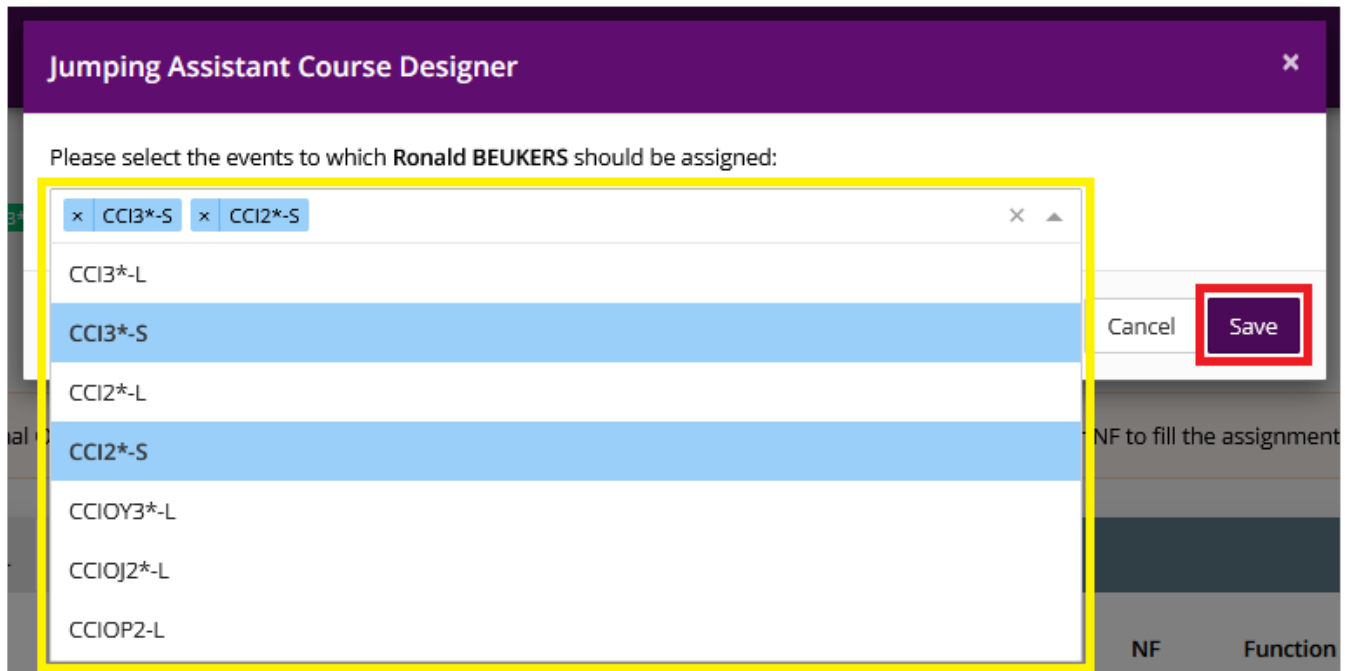 Jumping Assistant Course Designer ×
Please select the events to which Ronald BEUKERS should be assigned:
× CCI3*-S × CCI2*-S ×
CCI3*-L
CCI3*-S
Cancel Save
CCI2*-L
CCI2*-S
NF to fill the assignment
CCIOY3*-L
CCIOJ2*-L
CCIOP2-L
NF Function